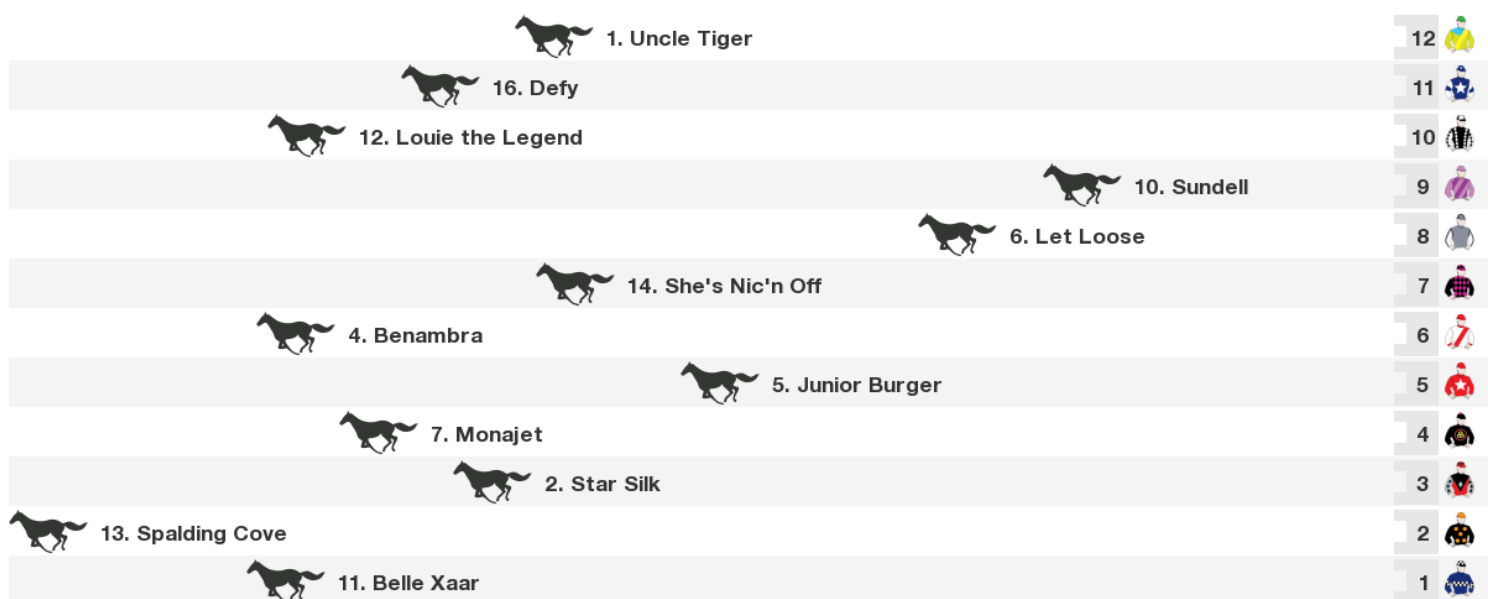 1. Uncle Tiger 12
16. Defy 11
12. Louie the Legend 10
10. Sundell 9
6. Let Loose 8
14. She's Nic'n Off 7
4. Benambra 6
5. Junior Burger 5
7. Monajet 4
2. Star Silk 3
13. Spalding Cove 2
11. Belle Xaar 1